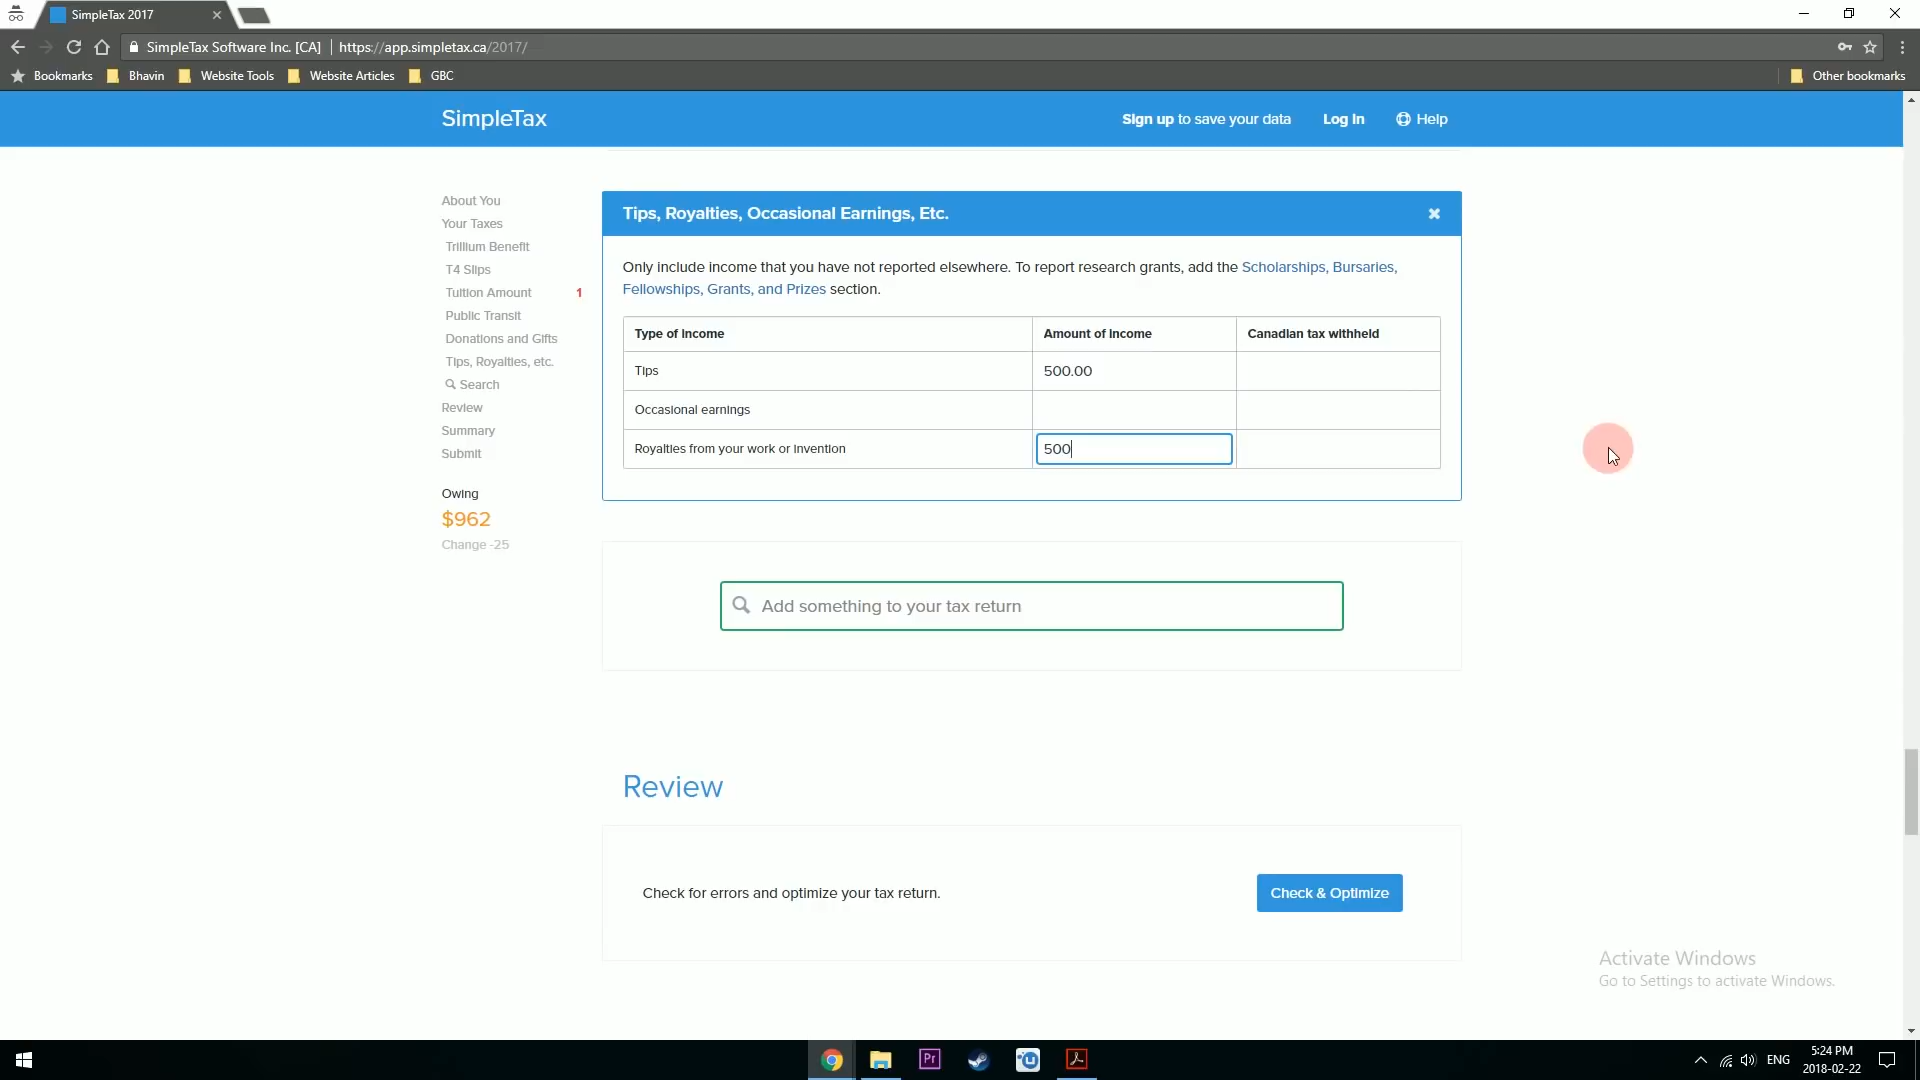 SimpleTax 2017
SimpleTax Software Inc. [CA] https://app.simpletax.ca/2017/
Bookmarks Bhavin Website Tools Website Articles GBC Other bookmarks
SimpleTax Sign up to save your data Log In Help
About You
Your Taxes
Trillium Benefit
T4 Slips
Tuition Amount 1
Public Transit
Donations and Gifts
Tips, Royalties, etc.
Search
Review
Summary
Submit
Owing
$962
Change -25
Tips, Royalties, Occasional Earnings, Etc.
Only include income that you have not reported elsewhere. To report research grants, add the Scholarships, Bursaries,
Fellowships, Grants, and Prizes section.
Type of Income Amount of Income Canadian tax withheld
Tips 500.00
Occasional earnings
Royalties from your work or invention 500
Add something to your tax return
Review
Check for errors and optimize your tax return. Check & Optimize
Activate Windows
Go to Settings to activate Windows.
Pr
ENG 5:24 PM
2018-02-22